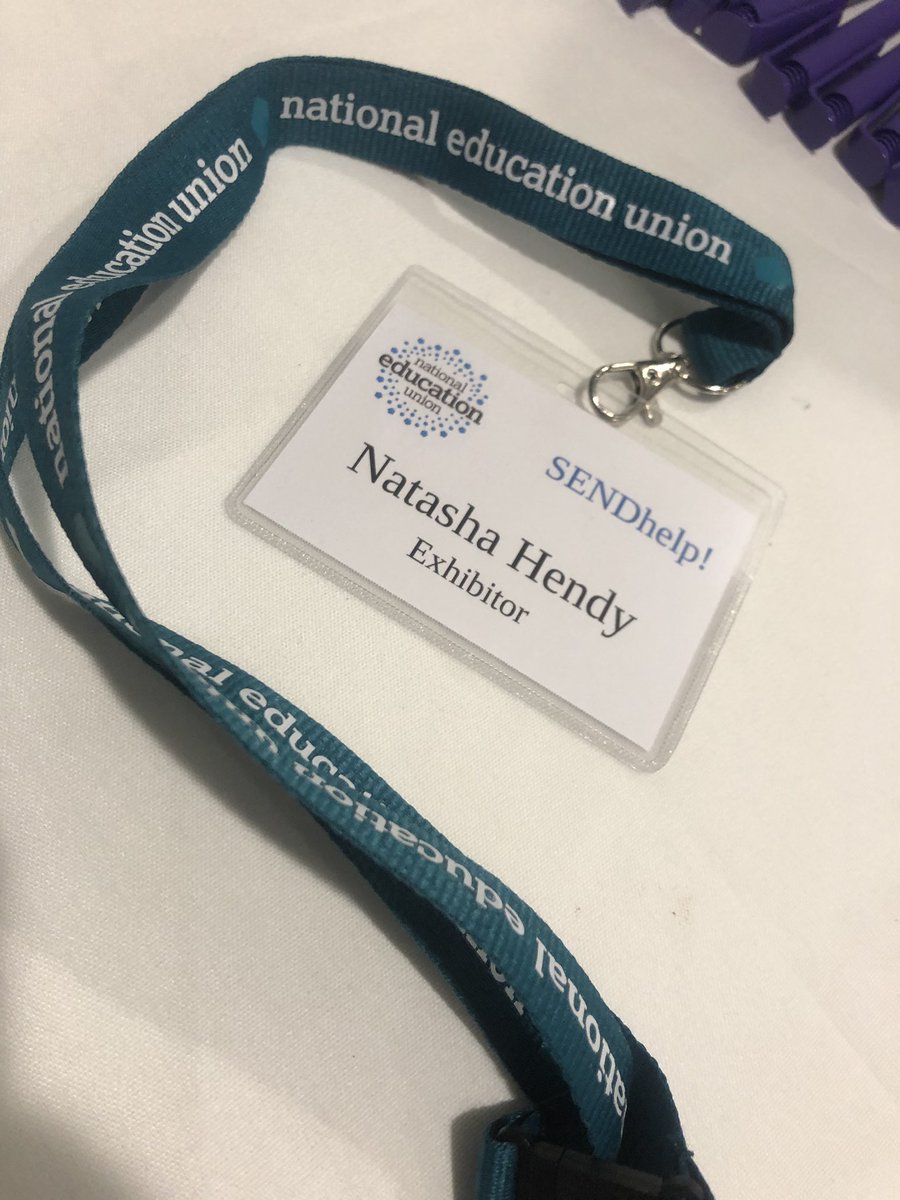 national education union
national education union
national
education
union
SENDhelp!
Natasha Hendy
Exhibitor
national education union